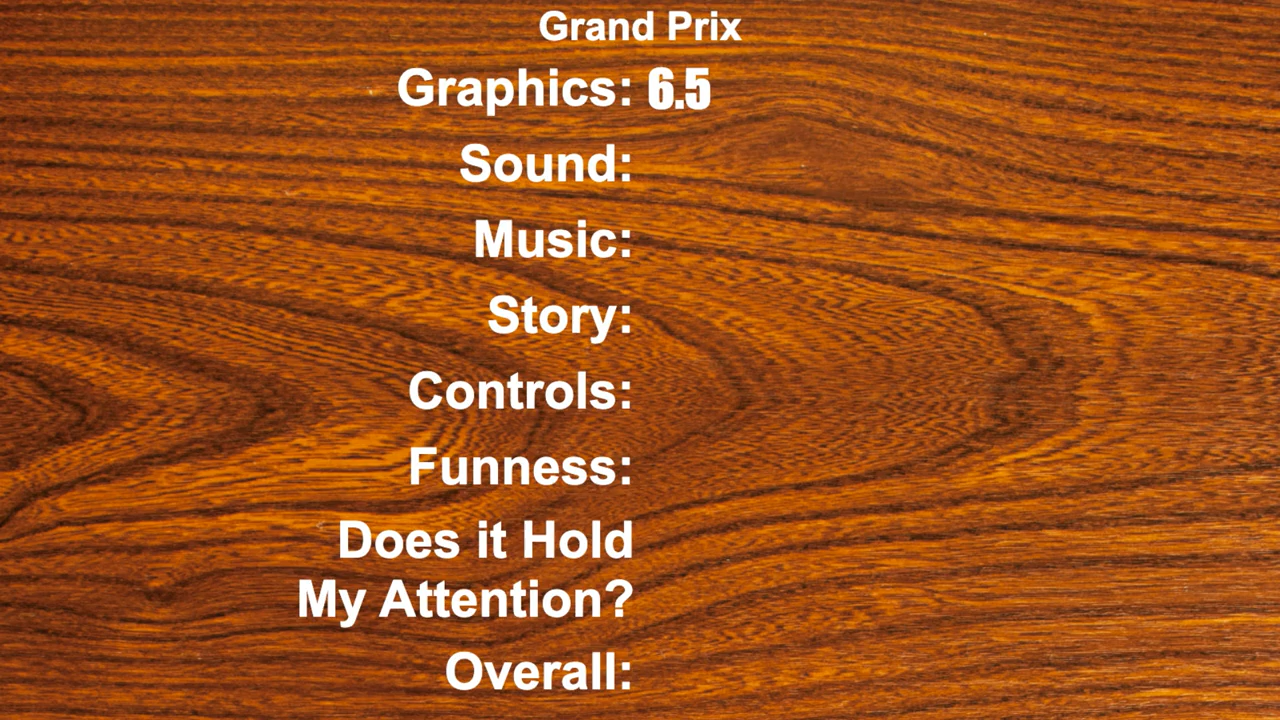 Grand Prix
Graphics: 6.5
Sound:
Music:
Story:
Controls:
Funness:
Does it Hold
My Attention?
Overall: